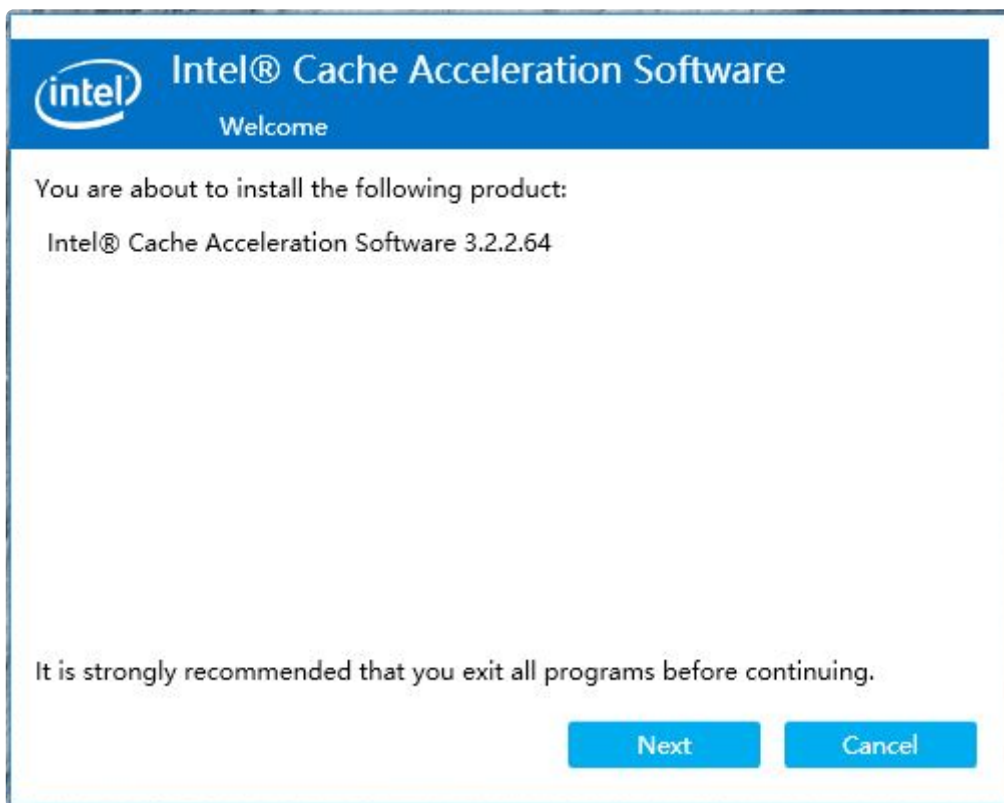 intel
Intel® Cache Acceleration Software
Welcome
You are about to install the following product:
Intel® Cache Acceleration Software 3.2.2.64
It is strongly recommended that you exit all programs before continuing.
Next
Cancel